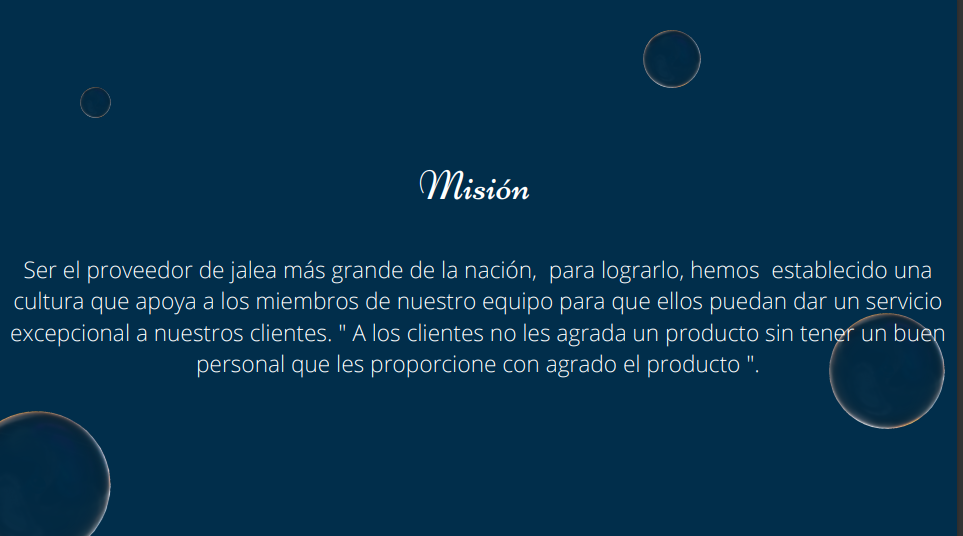 Misión
Ser el proveedor de jalea más grande de la nación,  para lograrlo, hemos  establecido una
cultura que apoya a los miembros de nuestro equipo para que ellos puedan dar un servicio
excepcional a nuestros clientes. " A los clientes no les agrada un producto sin tener un buen
personal que les proporcione con agrado el producto ".